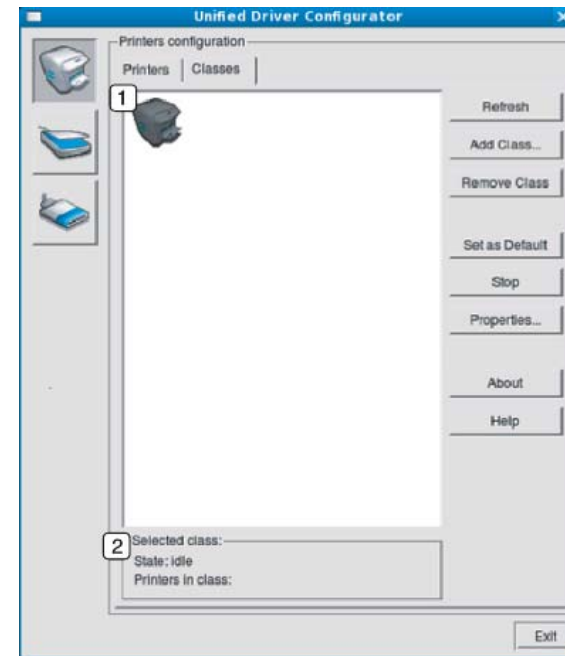 Unified Driver Configurator
Printers configuration
Printers
Classes
1
Refresh
Add Class...
Remove Class
Set as Default
Stop
Properties...
About
Help
2
Selected class:
State: idle
Printers in class:
Exit